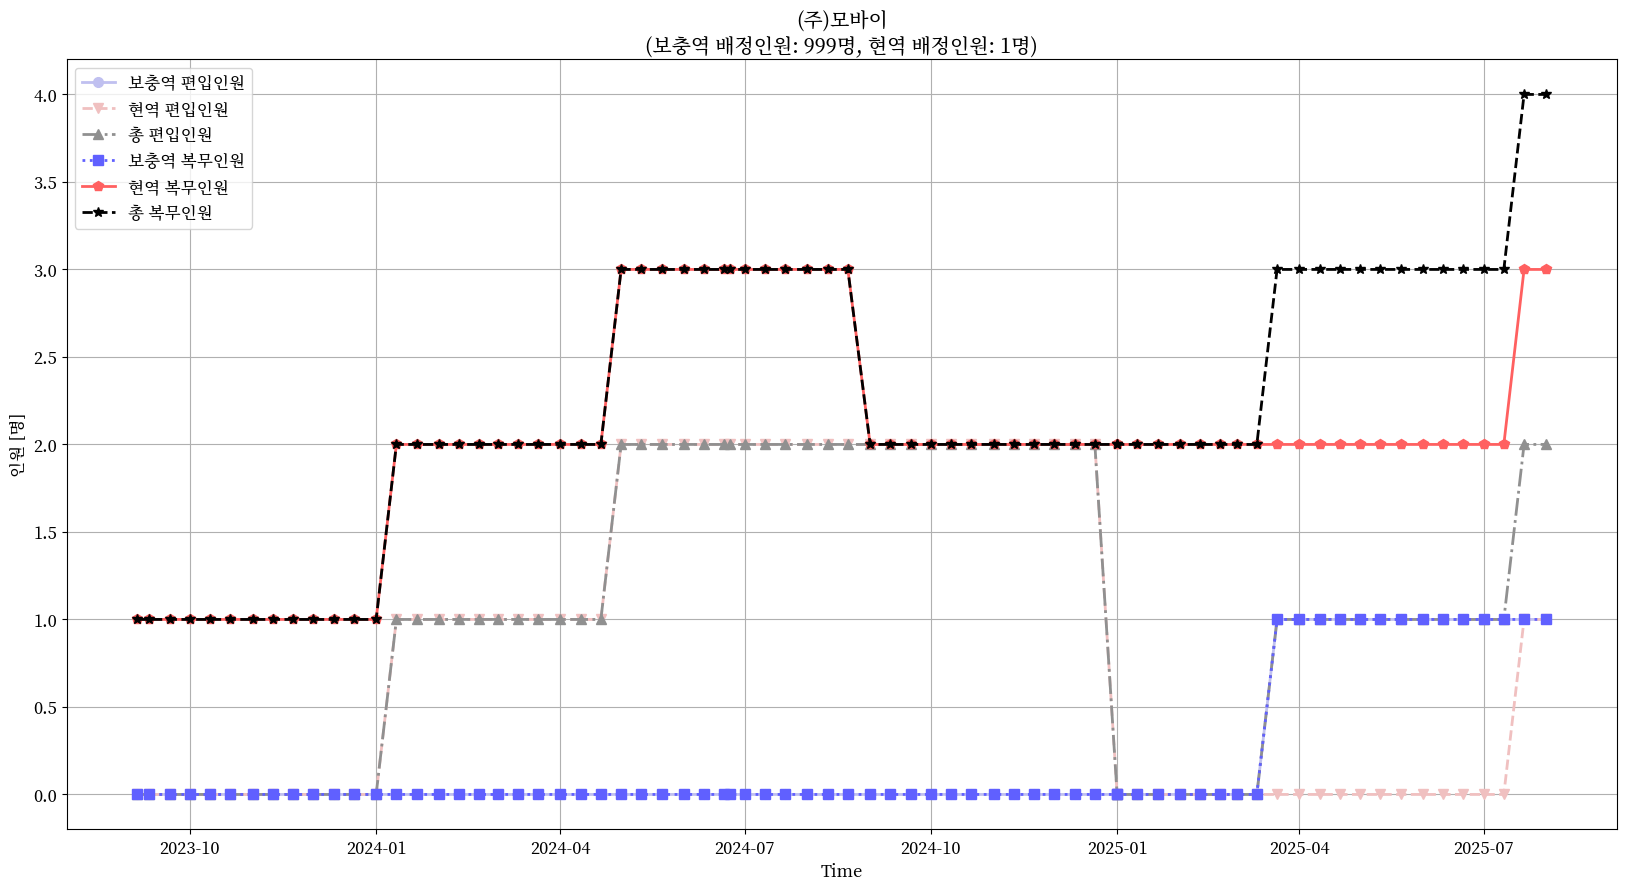 (주)모바이
(보충역 배정인원: 999명, 현역 배정인원: 1명)
보충역 편입인원
현역 편입인원
총 편입인원
보충역 복무인원
현역 복무인원
총 복무인원
4.0
3.5
3.0
2.5
2.0
1.5
1.0
0.5
0.0
인원 [명]
2023-10
2024-01
2024-04
2024-07
2024-10
2025-01
2025-04
2025-07
Time